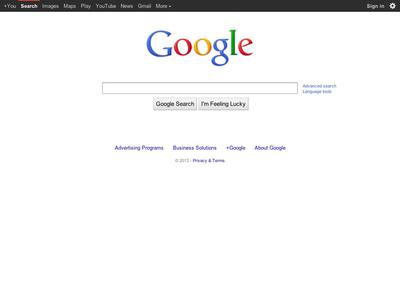 +You Search Images Maps Play YouTube News Gmail More Sign in
Google
Advanced search
Language tools
Google Search I'm Feeling Lucky
Advertising Programs Business Solutions +Google About Google
© 2013 - Privacy & Terms